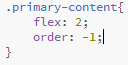 .primary-content{
    flex: 2;
    order: -1;
}